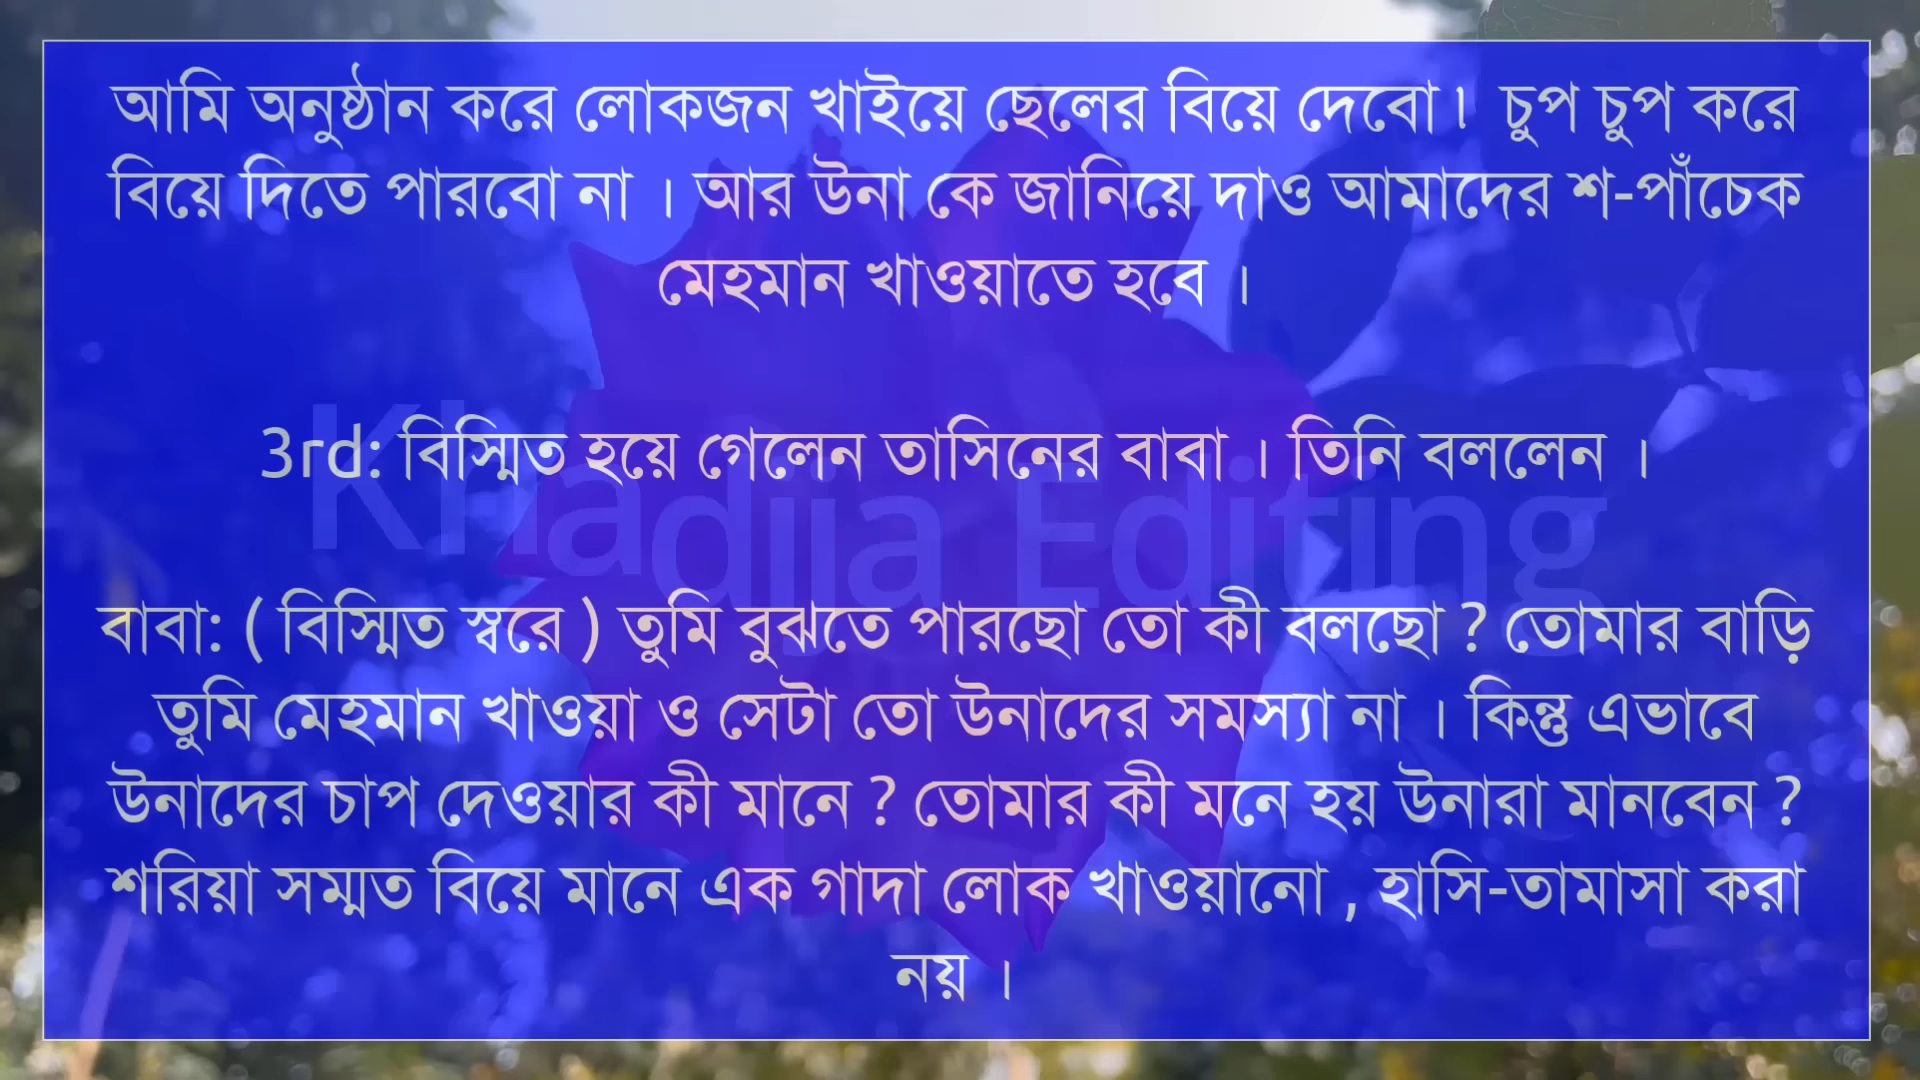 আমি অনুষ্ঠান করে লোকজন খাইয়ে ছেলের বিয়ে দেবো। চুপ চুপ করে
বিয়ে দিতে পারবো না । আর উনা কে জানিয়ে দাও আমাদের শ-পাঁচেক
মেহমান খাওয়াতে হবে ।
3rd: বিস্মিত হয়ে গেলেন তাসিনের বাবা । তিনি বললেন ।
Khadija Editing
বাবা: ( বিস্মিত স্বরে ) তুমি বুঝতে পারছো তো কী বলছো ? তোমার বাড়ি
তুমি মেহমান খাওয়া ও সেটা তো উনাদের সমস্যা না । কিন্তু এভাবে
উনাদের চাপ দেওয়ার কী মানে ? তোমার কী মনে হয় উনারা মানবেন ?
শরিয়া সম্মত বিয়ে মানে এক গাদা লোক খাওয়ানো , হাসি-তামাসা করা
নয় ।